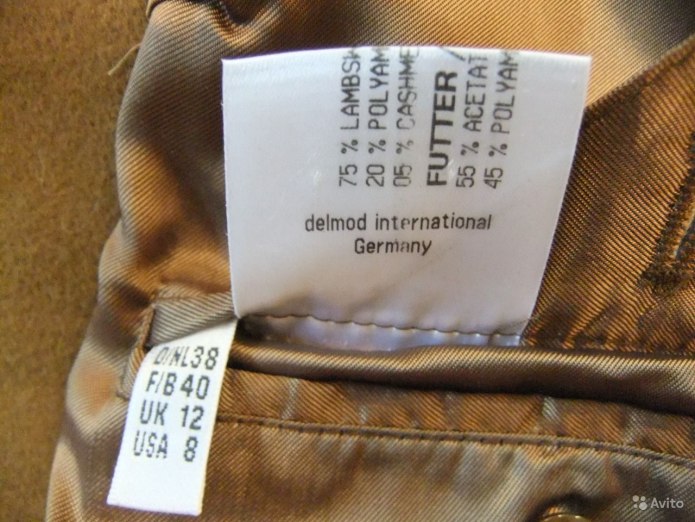 75 % LAMBSW
20 % POLYAM
05 % CASHME
FUTTER /
55 % ACETAT
45 % POLYAM
delmod international
Germany
D/NL38
F/B 40
UK 12
USA 8
Avito